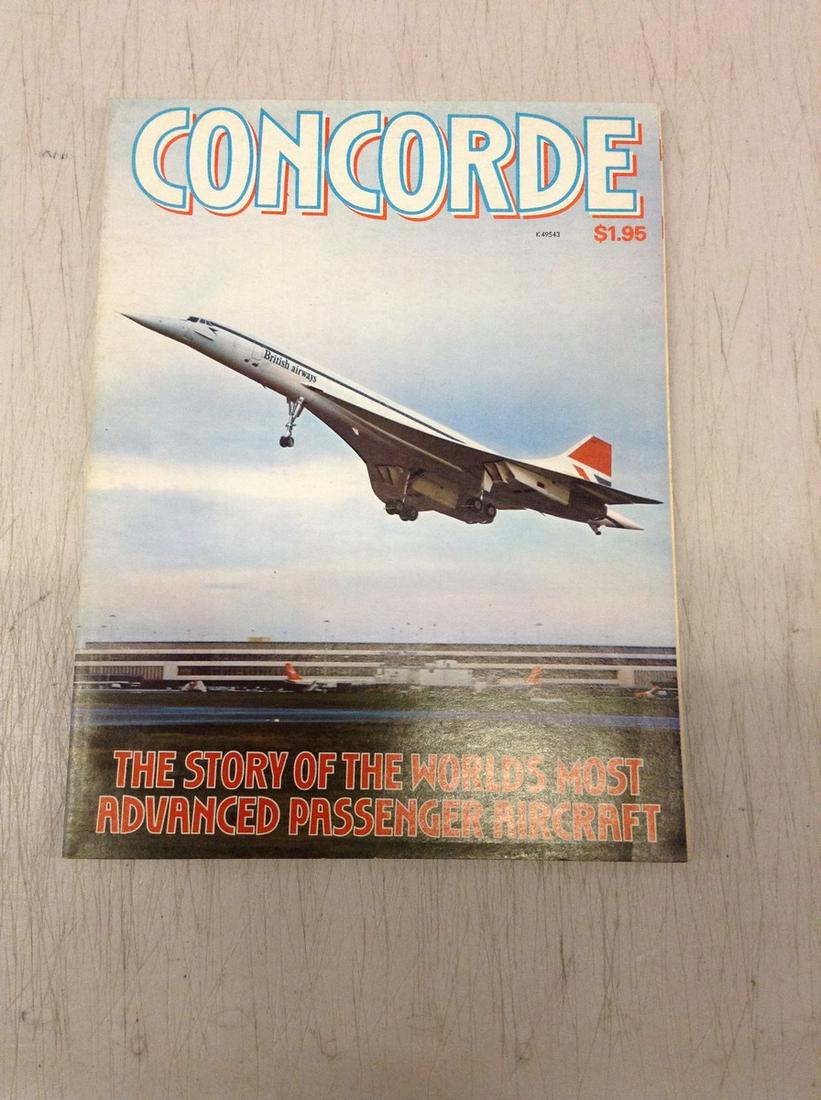 CONCORDE
K49543 $1.95
British airways
THE STORY OF THE WORLDS MOST
ADVANCED PASSENGER AIRCRAFT